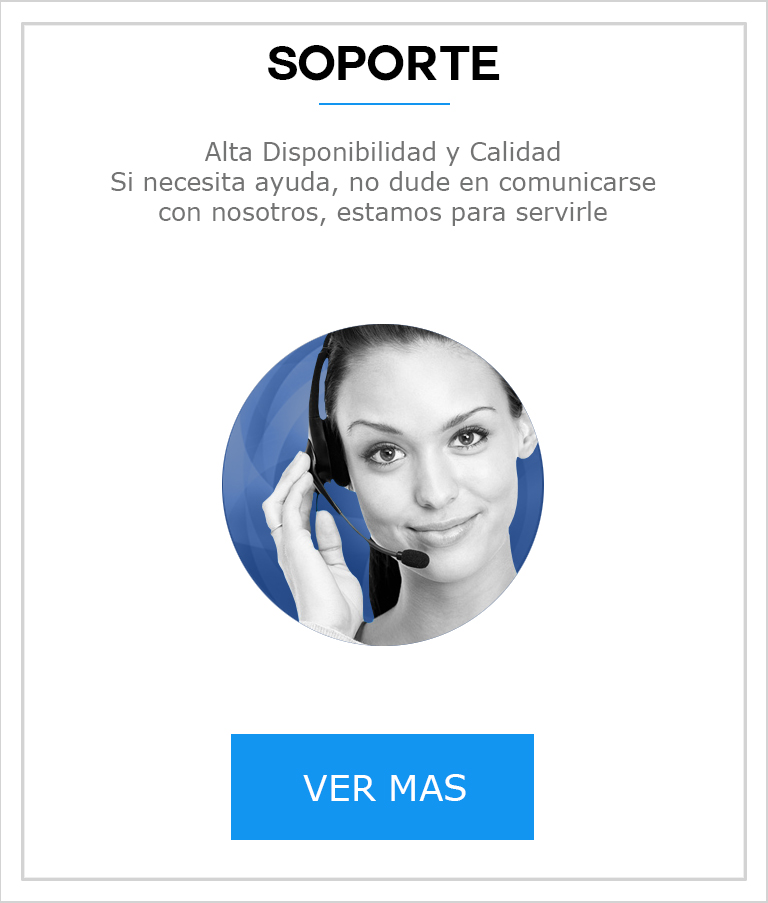 SOPORTE
Alta Disponibilidad y Calidad
Si necesita ayuda, no dude en comunicarse
con nosotros, estamos para servirle
VER MAS